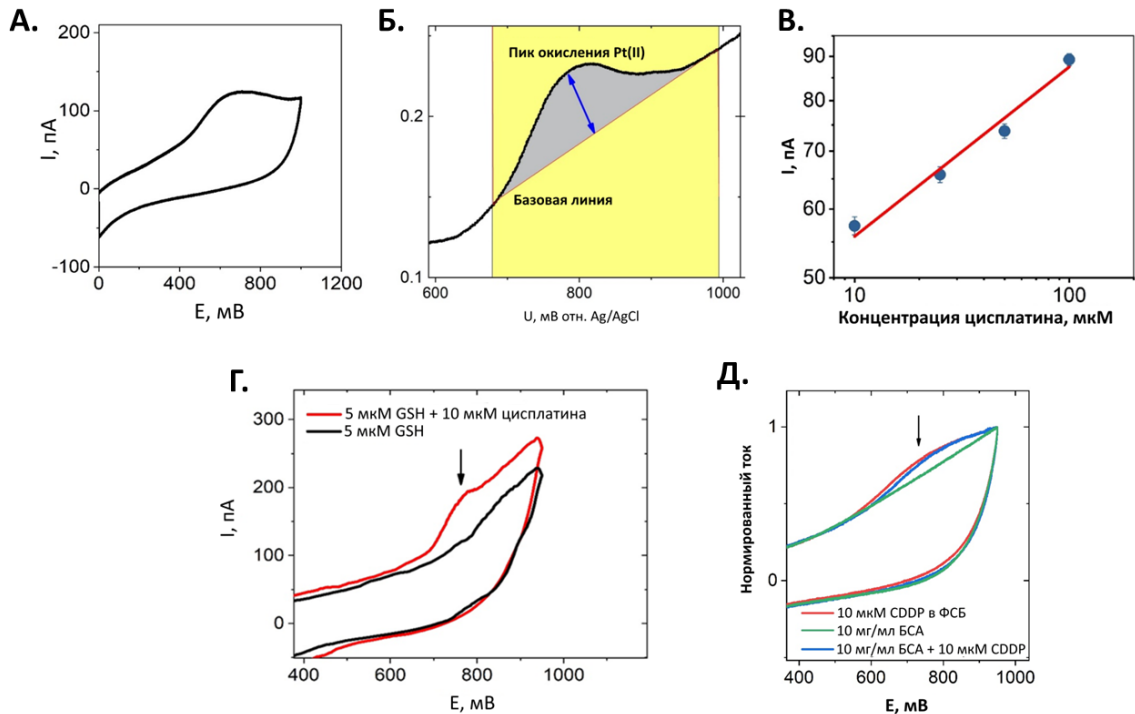 А.
200
100
0
-100
I, пА
0
400
800
1200
E, мВ
Б.
Пик окисления Pt(II)
Базовая линия
0.2
0.1
600
800
1000
U, мВ отн. Ag/AgCl
В.
90
80
70
60
50
I, пА
10
100
Концентрация цисплатина, мкМ
Г.
5 мкМ GSH + 10 мкМ цисплатина
5 мкМ GSH
300
200
100
0
I, пА
400
600
800
1000
E, мВ
Д.
1
0
Нормированный ток
10 мкМ CDDP в ФСБ
10 мг/мл БСА
10 мг/мл БСА + 10 мкМ CDDP
400
600
800
1000
E, мВ